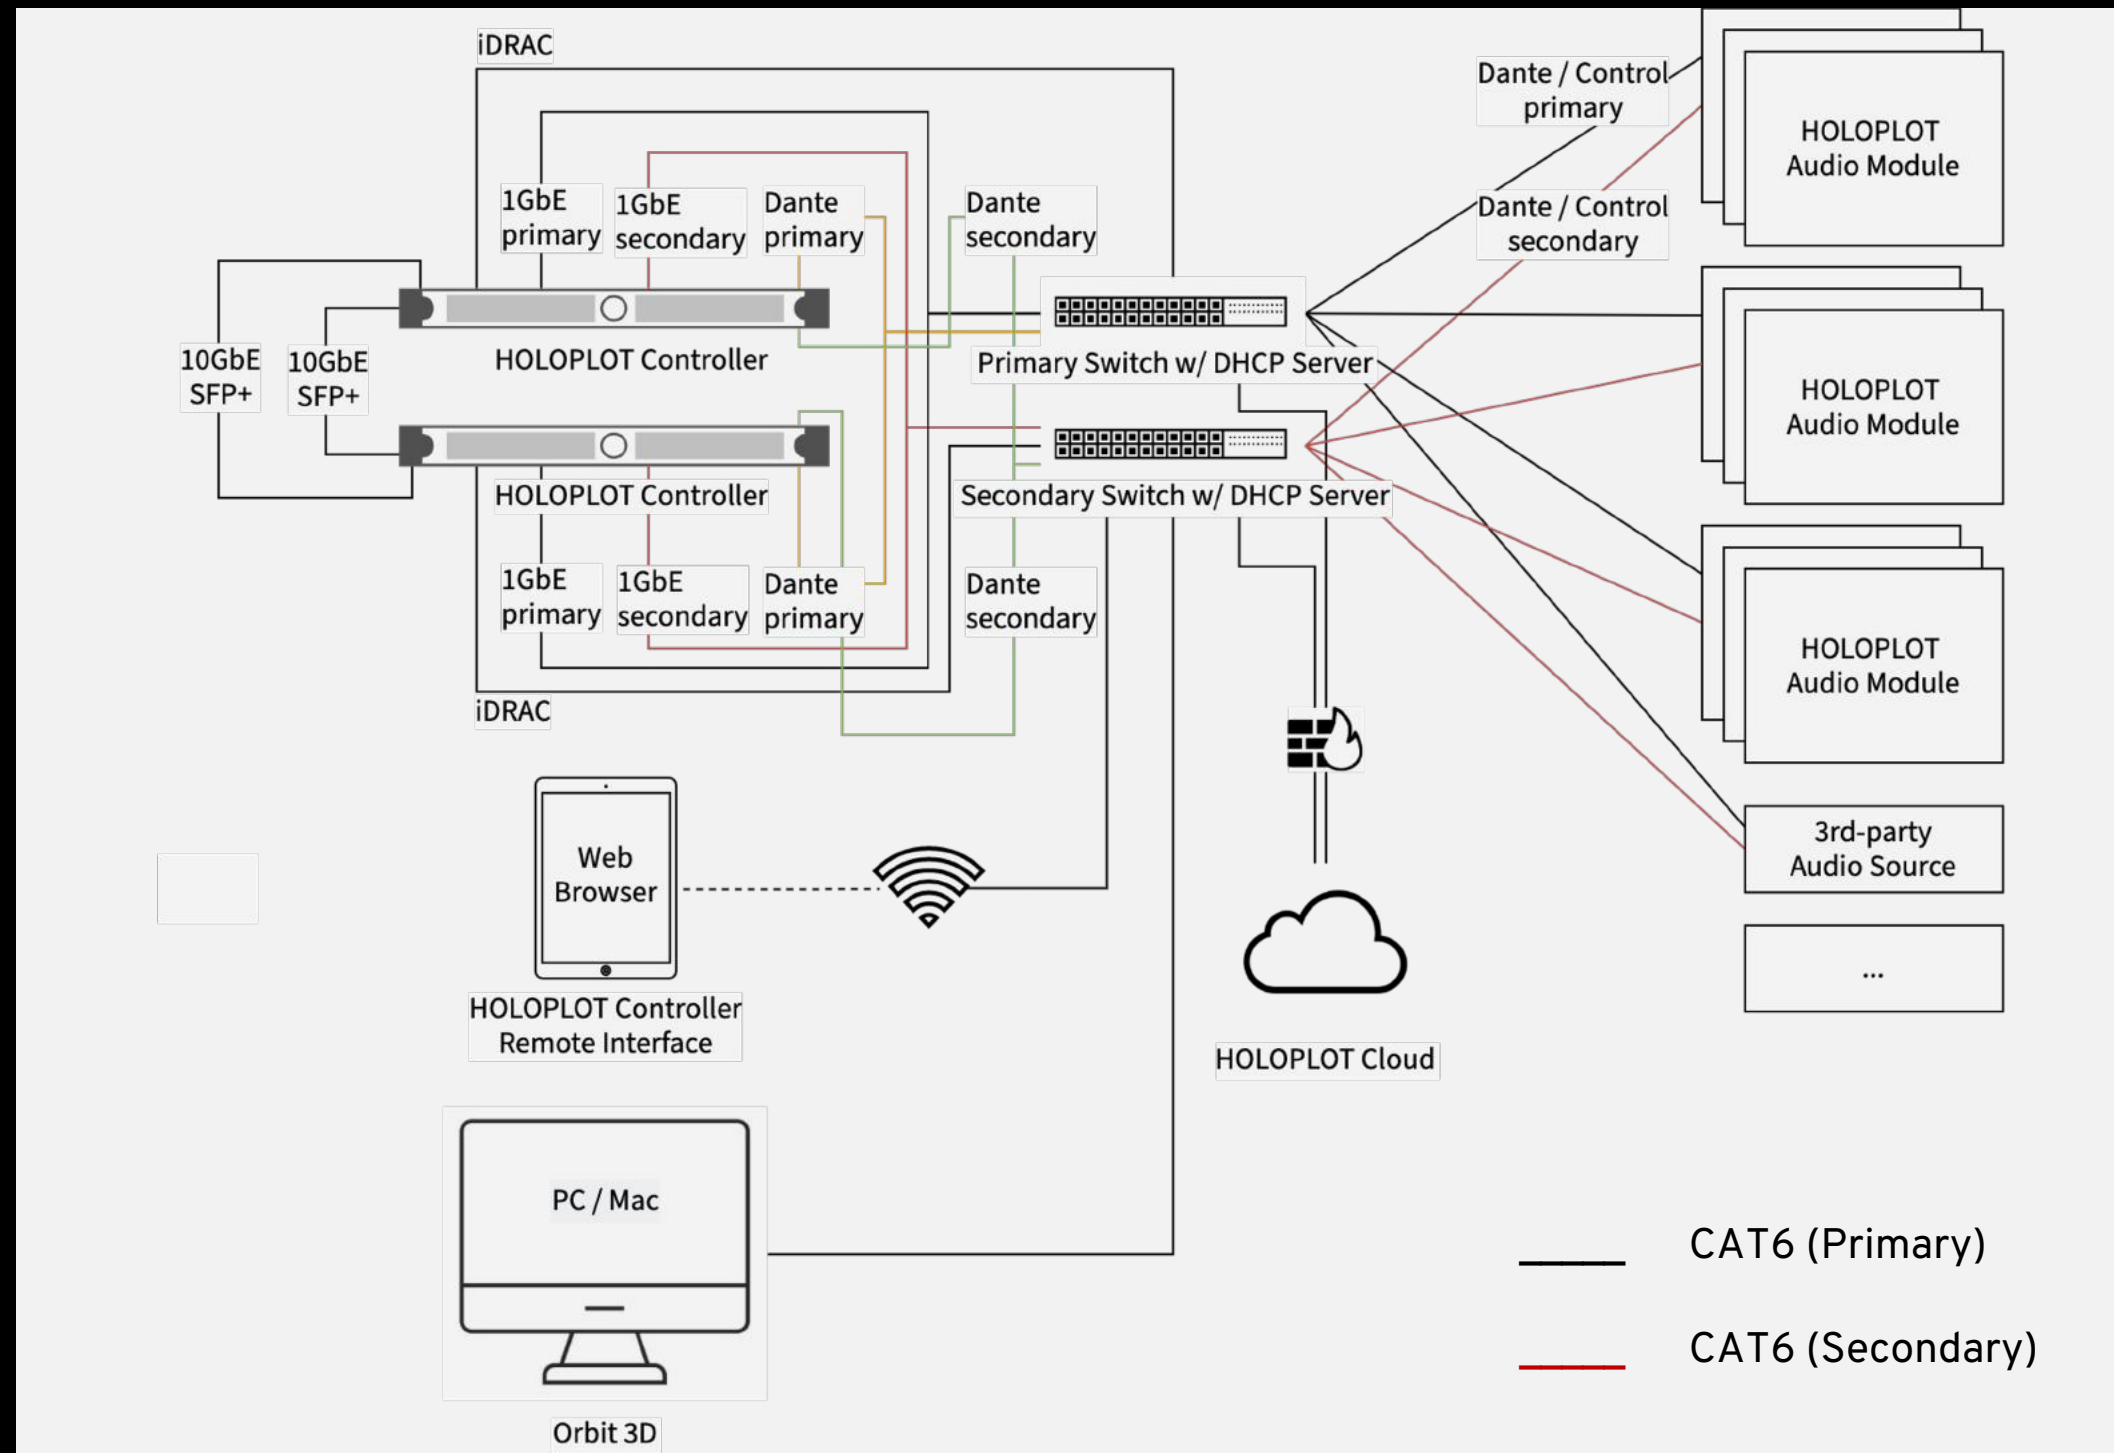 iDRAC
1GbE
primary
1GbE
secondary
Dante
primary
Dante
secondary
10GbE
SFP+
10GbE
SFP+
HOLOPLOT Controller
HOLOPLOT Controller
1GbE
primary
1GbE
secondary
Dante
primary
Dante
secondary
iDRAC
Primary Switch w/ DHCP Server
Secondary Switch w/ DHCP Server
Dante / Control
primary
Dante / Control
secondary
HOLOPLOT
Audio Module
HOLOPLOT
Audio Module
HOLOPLOT
Audio Module
3rd-party
Audio Source
...
Web
Browser
HOLOPLOT Controller
Remote Interface
HOLOPLOT Cloud
PC / Mac
Orbit 3D
CAT6 (Primary)
CAT6 (Secondary)